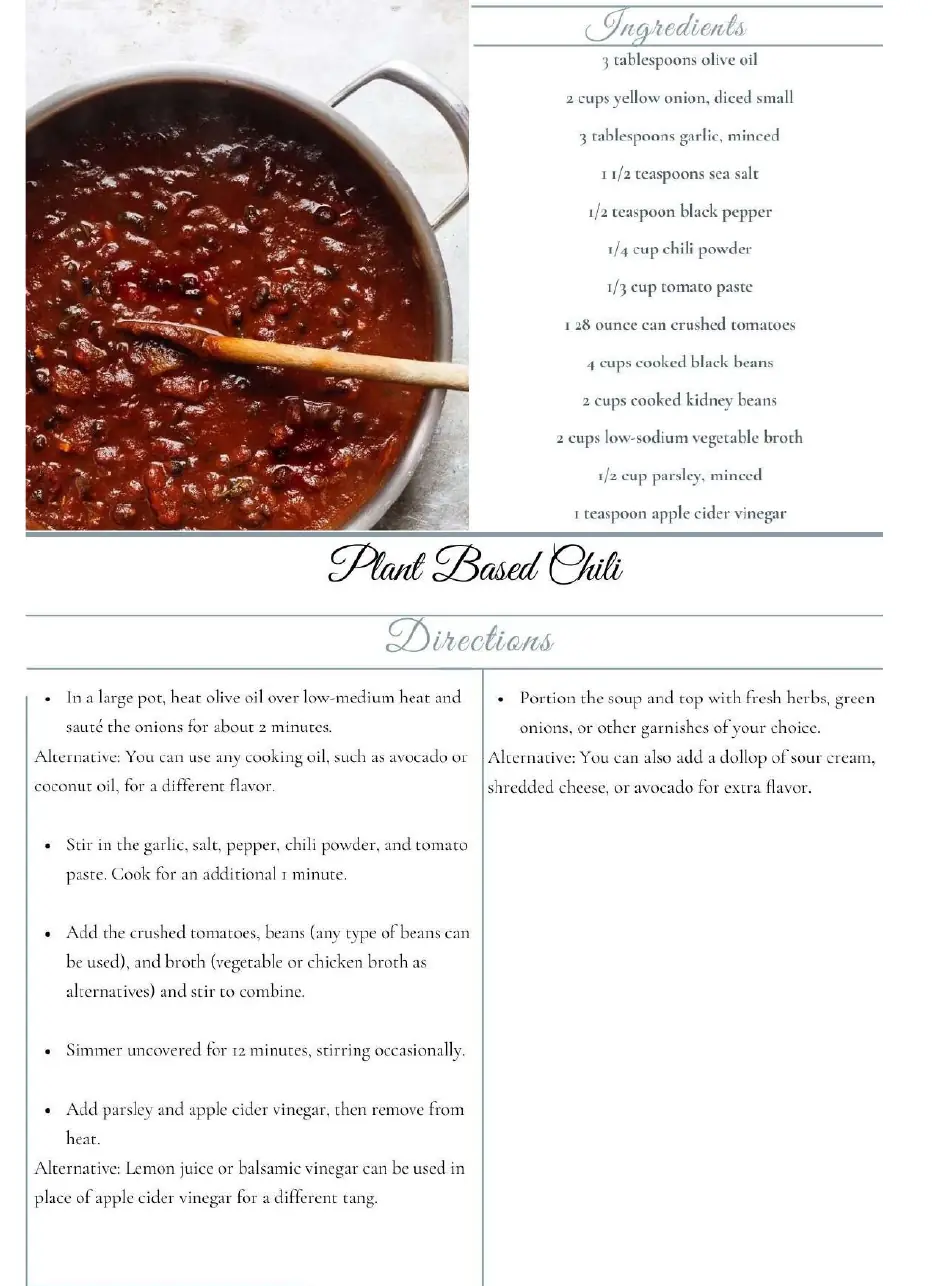 Ingredients
3 tablespoons olive oil
2 cups yellow onion, diced small
3 tablespoons garlic, minced
1 1/2 teaspoons sea salt
1/2 teaspoon black pepper
1/4 cup chili powder
1/3 cup tomato paste
1 28 ounce can crushed tomatoes
4 cups cooked black beans
2 cups cooked kidney beans
2 cups low-sodium vegetable broth
1/2 cup parsley, minced
1 teaspoon apple cider vinegar
Plant Based Chili
Directions
• In a large pot, heat olive oil over low-medium heat and
sauté the onions for about 2 minutes.
Alternative: You can use any cooking oil, such as avocado or
coconut oil, for a different flavor.
• Stir in the garlic, salt, pepper, chili powder, and tomato
paste. Cook for an additional 1 minute.
• Add the crushed tomatoes, beans (any type of beans can
be used), and broth (vegetable or chicken broth as
alternatives) and stir to combine.
• Simmer uncovered for 12 minutes, stirring occasionally.
• Add parsley and apple cider vinegar, then remove from
heat.
Alternative: Lemon juice or balsamic vinegar can be used in
place of apple cider vinegar for a different tang.
• Portion the soup and top with fresh herbs, green
onions, or other garnishes of your choice.
Alternative: You can also add a dollop of sour cream,
shredded cheese, or avocado for extra flavor.